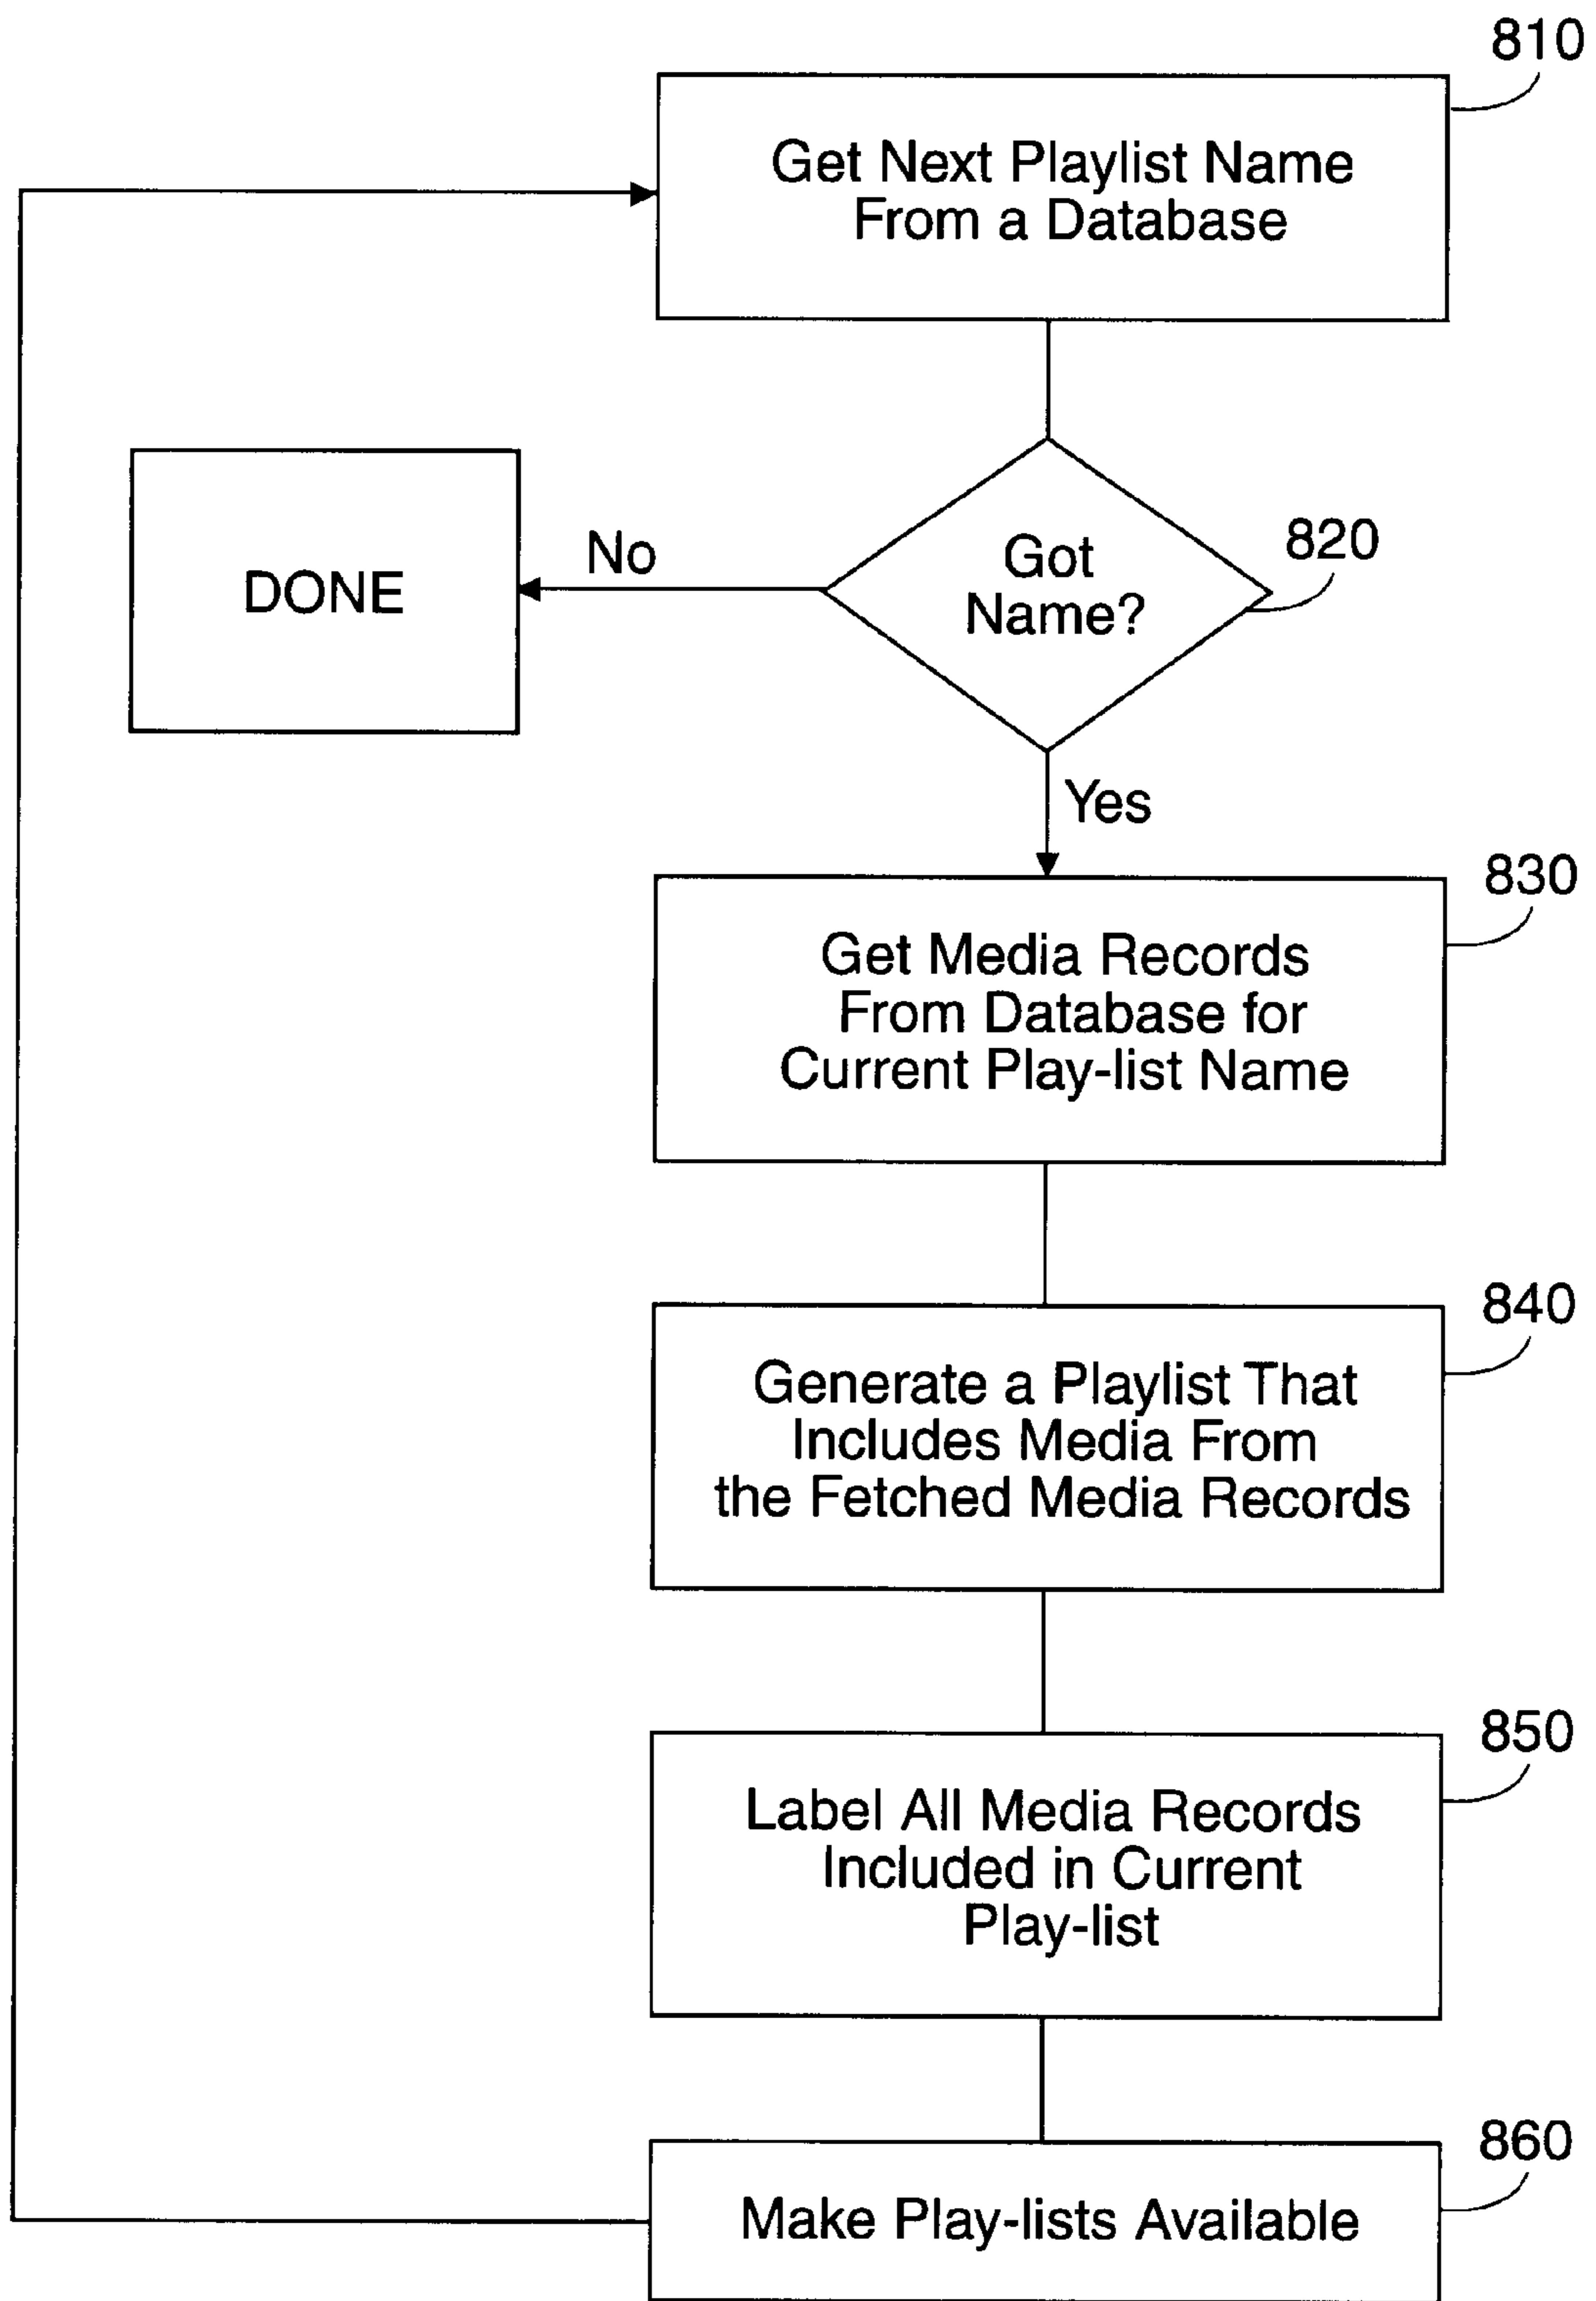 810
Get Next Playlist Name
From a Database
820
Got
Name?
No
DONE
Yes
830
Get Media Records
From Database for
Current Play-list Name
840
Generate a Playlist That
Includes Media From
the Fetched Media Records
850
Label All Media Records
Included in Current
Play-list
860
Make Play-lists Available